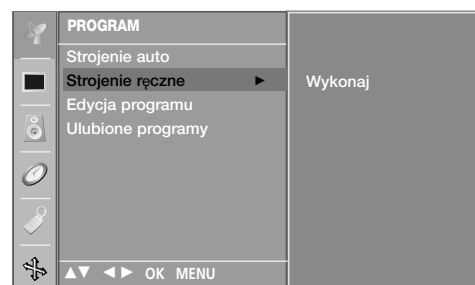 PROGRAM
Strojenie auto
Strojenie ręczne ►
Wykonaj
Edycja programu
Ulubione programy
▲▼ ◄► OK MENU